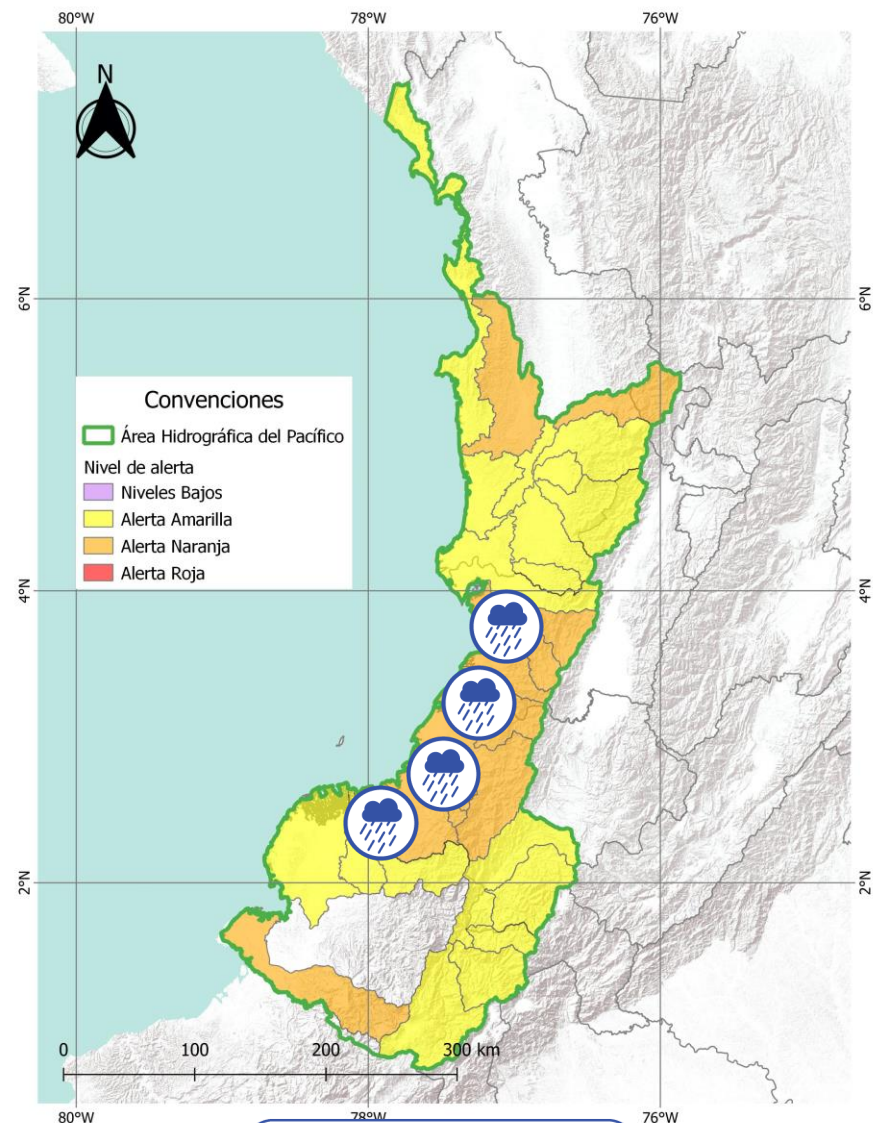 80°W 78°W 76°W
N
6°N 6°N
Convenciones
Área Hidrográfica del Pacífico
Nivel de alerta
Niveles Bajos
Alerta Amarilla
Alerta Naranja
Alerta Roja
4°N 4°N
2°N 2°N
0 100 200 300 km
80°W 78°W 76°W